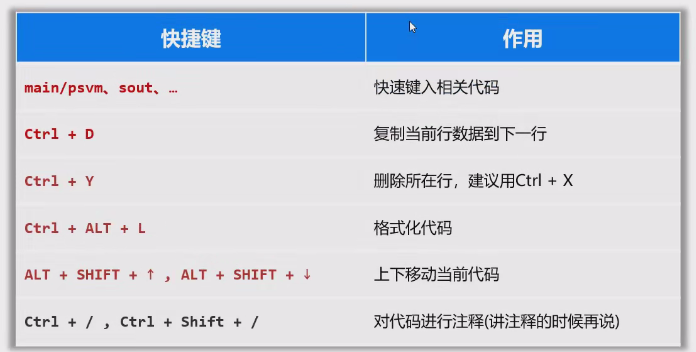 快捷键 作用
main/psvm、sout、… 快速键入相关代码
Ctrl + D 复制当前行数据到下一行
Ctrl + Y 删除所在行，建议用Ctrl + X
Ctrl + ALT + L 格式化代码
ALT + SHIFT + ↑ , ALT + SHIFT + ↓ 上下移动当前代码
Ctrl + / , Ctrl + Shift + / 对代码进行注释(讲注释的时候再说)